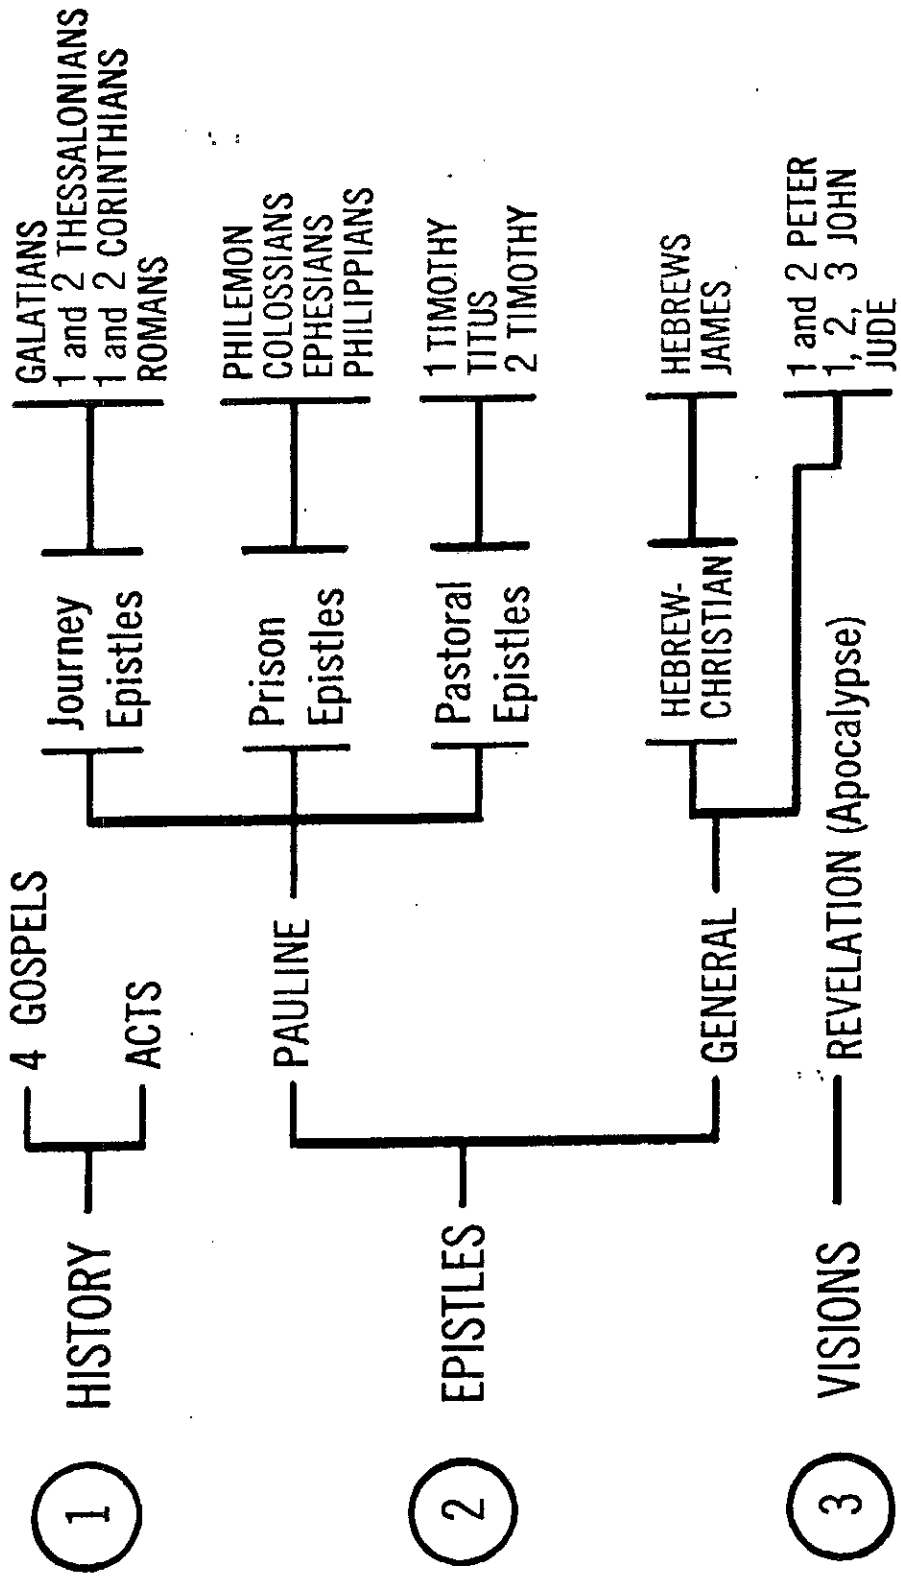 1
HISTORY
4 GOSPELS
ACTS
2
EPISTLES
PAULINE
Journey
Epistles
GALATIANS
1 and 2 THESSALONIANS
1 and 2 CORINTHIANS
ROMANS
Prison
Epistles
PHILEMON
COLOSSIANS
EPHESIANS
PHILIPPIANS
Pastoral
Epistles
1 TIMOTHY
TITUS
2 TIMOTHY
GENERAL
HEBREW-
CHRISTIAN
HEBREWS
JAMES
1 and 2 PETER
1, 2, 3 JOHN
JUDE
3
VISIONS
REVELATION (Apocalypse)